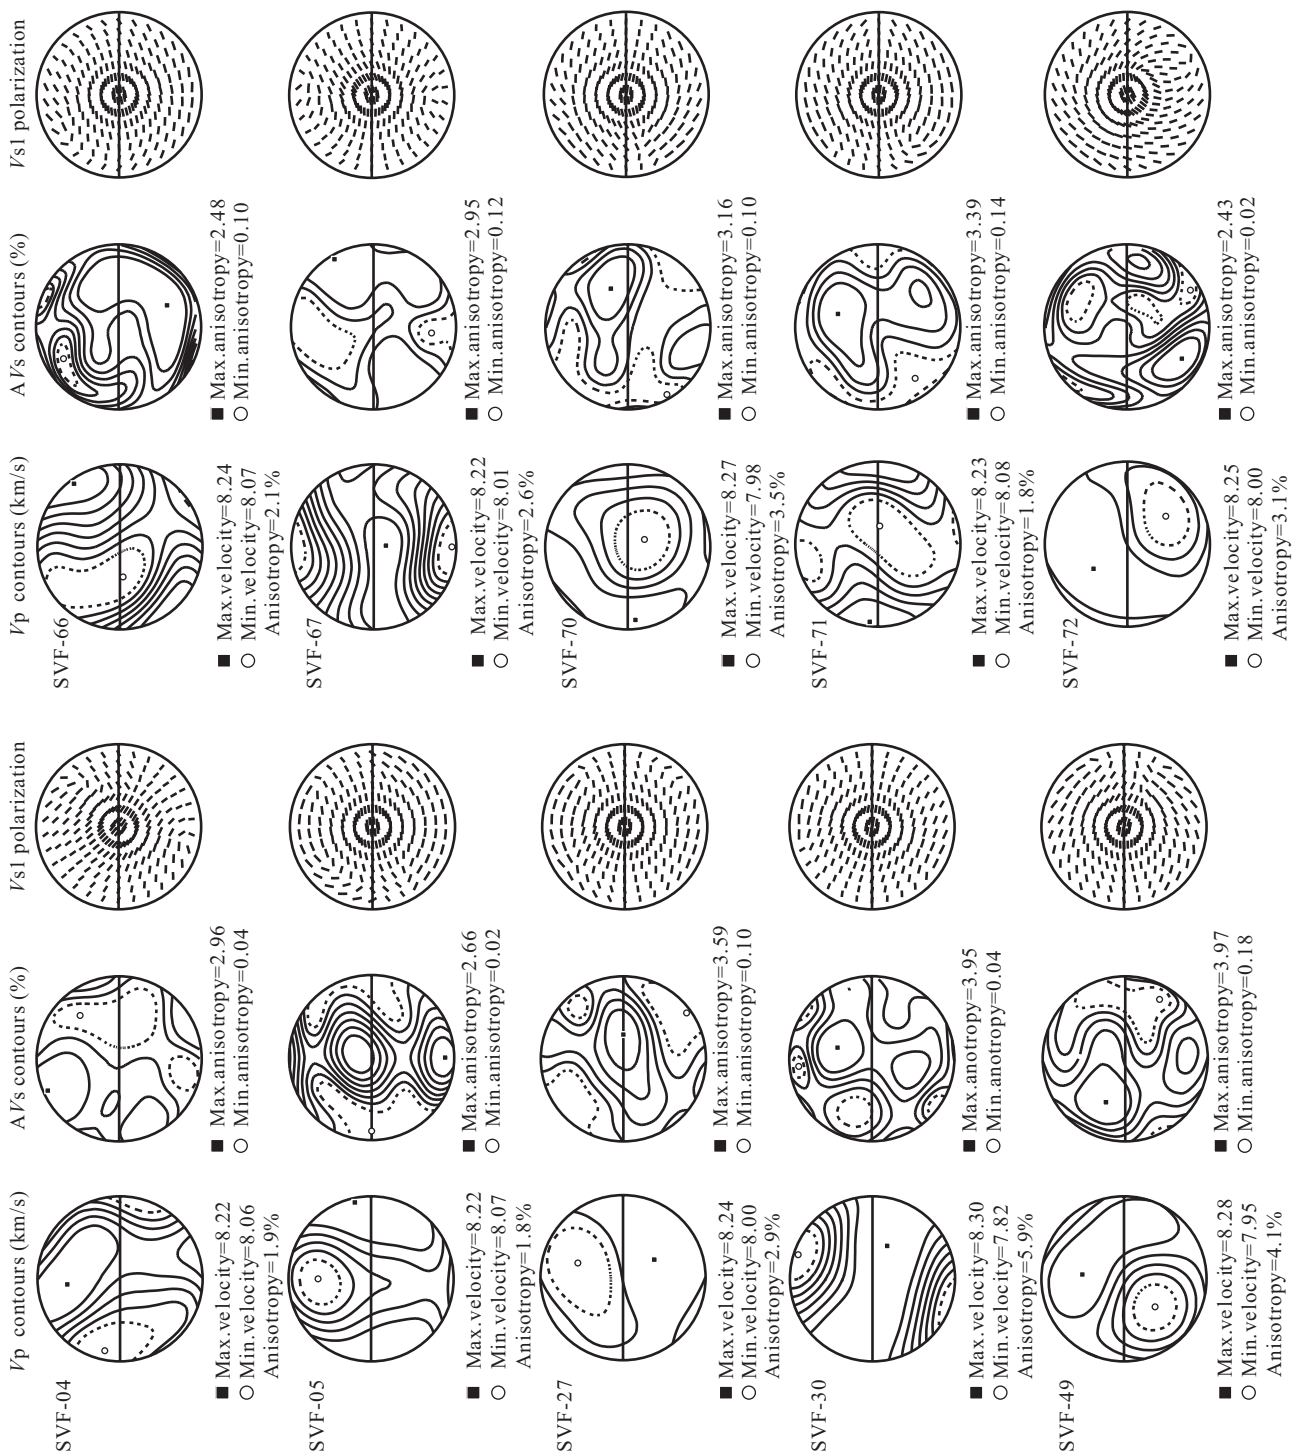 Vp contours (km/s)
AVs contours (%)
Vs1 polarization
Vp contours (km/s)
AVs contours (%)
Vs1 polarization
SVF-04
Max.velocity=8.22
Min.velocity=8.06
Anisotropy=1.9%
Max.anisotropy=2.96
Min.anisotropy=0.04
SVF-66
Max.velocity=8.24
Min.velocity=8.07
Anisotropy=2.1%
Max.anisotropy=2.48
Min.anisotropy=0.10
SVF-05
Max.velocity=8.22
Min.velocity=8.07
Anisotropy=1.8%
Max.anisotropy=2.66
Min.anisotropy=0.02
SVF-67
Max.velocity=8.22
Min.velocity=8.01
Anisotropy=2.6%
Max.anisotropy=2.95
Min.anisotropy=0.12
SVF-27
Max.velocity=8.24
Min.velocity=8.00
Anisotropy=2.9%
Max.anisotropy=3.59
Min.anisotropy=0.10
SVF-70
Max.velocity=8.27
Min.velocity=7.98
Anisotropy=3.5%
Max.anisotropy=3.16
Min.anisotropy=0.10
SVF-30
Max.velocity=8.30
Min.velocity=7.82
Anisotropy=5.9%
Max.anotropy=3.95
Min.anotropy=0.04
SVF-71
Max.velocity=8.23
Min.velocity=8.08
Anisotropy=1.8%
Max.anisotropy=3.39
Min.anisotropy=0.14
SVF-49
Max.velocity=8.28
Min.velocity=7.95
Anisotropy=4.1%
Max.anisotropy=3.97
Min.anisotropy=0.18
SVF-72
Max.velocity=8.25
Min.velocity=8.00
Anisotropy=3.1%
Max.anisotropy=2.43
Min.anisotropy=0.02